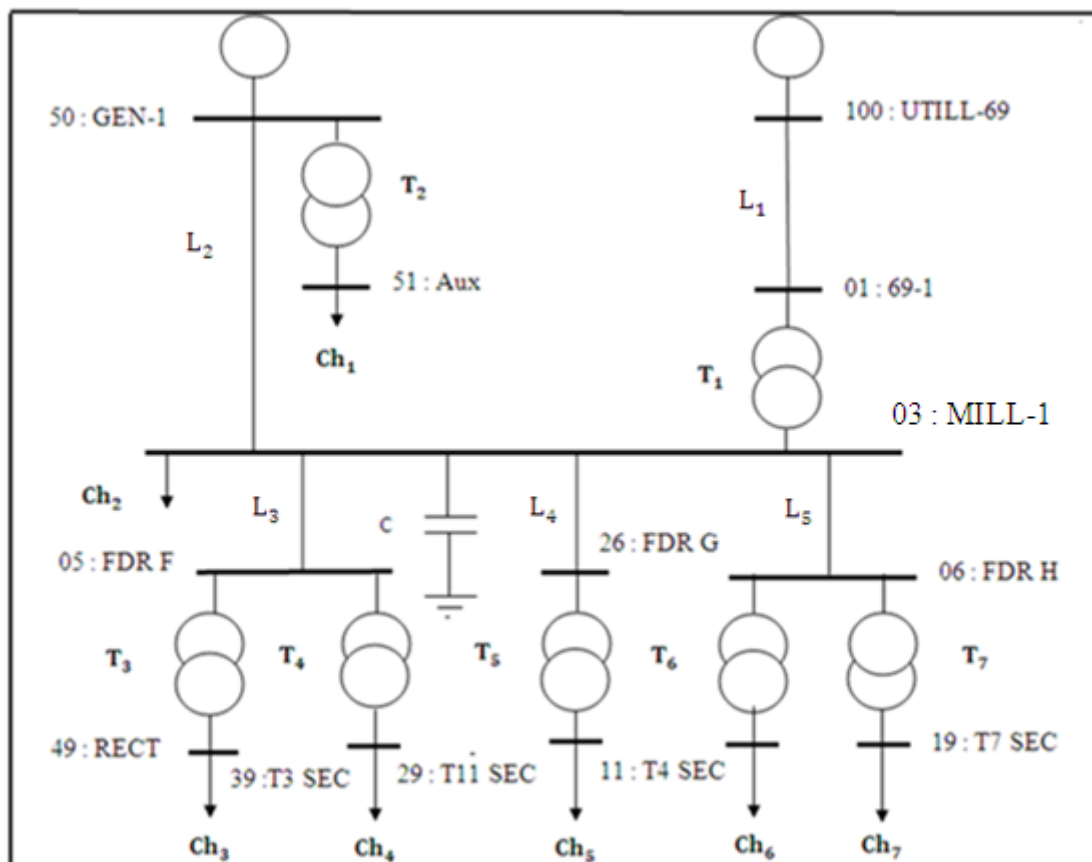 50 : GEN-1
100 : UTILL-69
T₂
L₁
L₂
51 : Aux
01 : 69-1
Ch₁
T₁
03 : MILL-1
Ch₂
L₃
C
L₄
L₅
05 : FDR F
26 : FDR G
06 : FDR H
T₃
T₄
T₅
T₆
T₇
49 : RECT
39 :T3 SEC
29 : T11 SEC
11 : T4 SEC
19 : T7 SEC
Ch₃
Ch₄
Ch₅
Ch₆
Ch₇